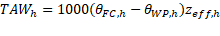 TAW_h = 1000(θ_{FC,h} − θ_{WP,h})z_{eff,h}